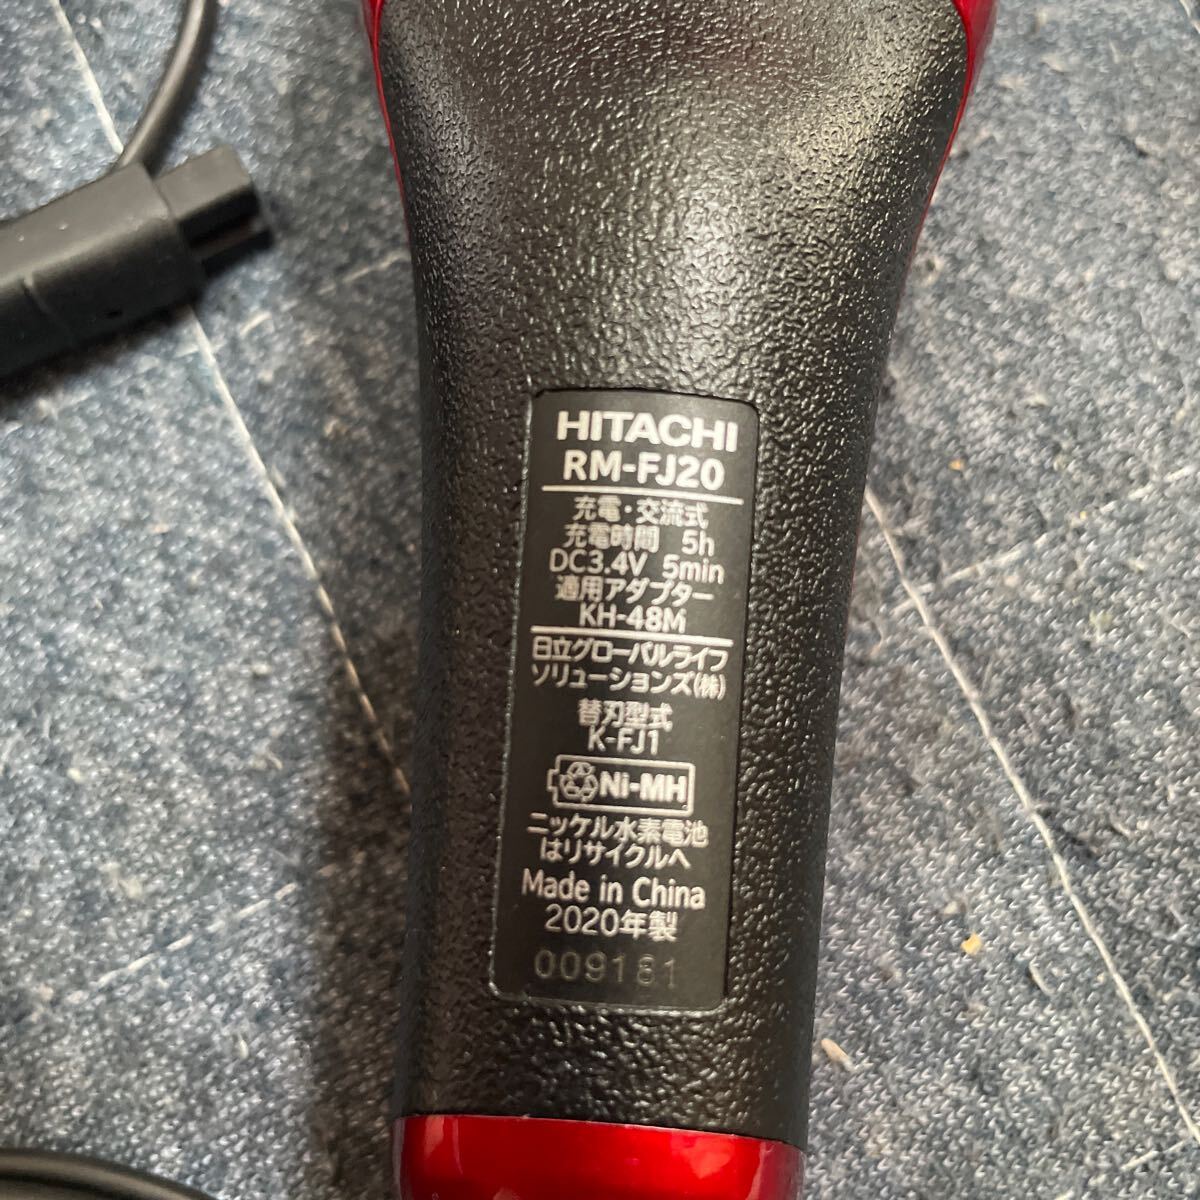 HITACHI
RM-FJ20
充電・交流式
充電時間 5h
DC3.4V 5min
適用アダプター
KH-48M
日立グローバルライフ
ソリューションズ(株)
替刃型式
K-FJ1
Ni-MH
ニッケル水素電池
はリサイクルへ
Made in China
2020年製
009181